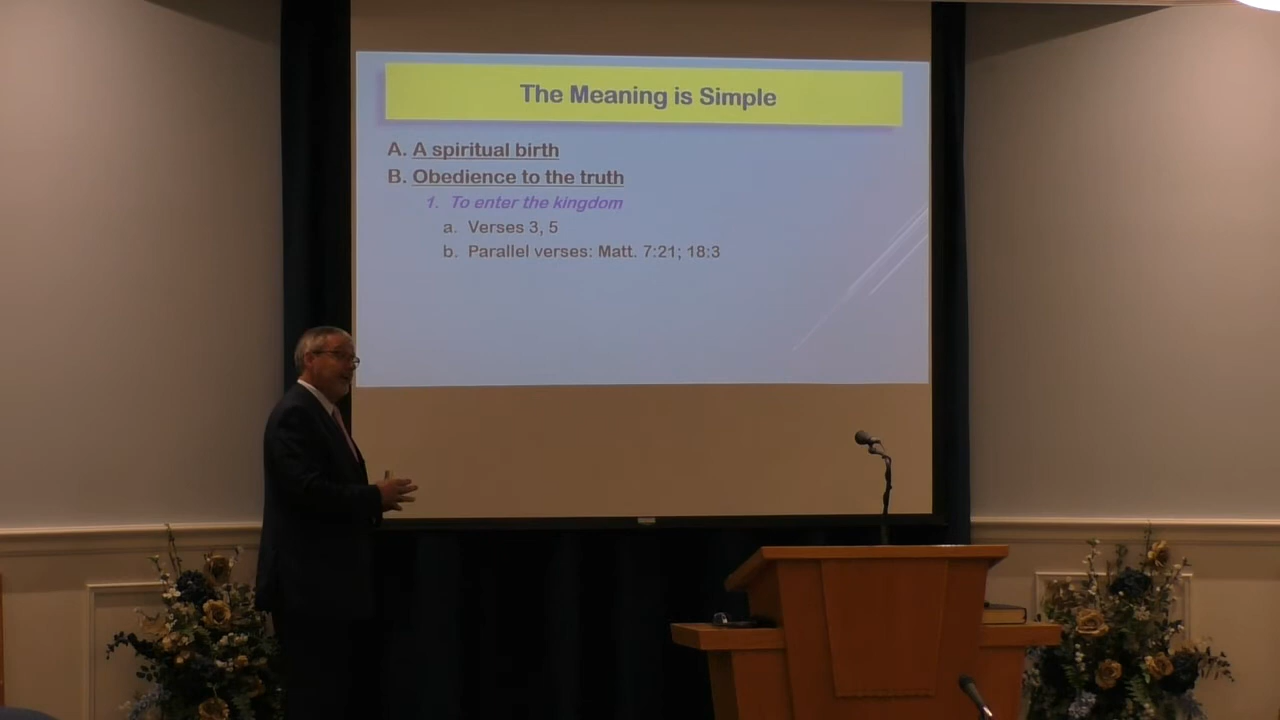 The Meaning is Simple
A. A spiritual birth
B. Obedience to the truth
1. To enter the kingdom
a. Verses 3, 5
b. Parallel verses: Matt. 7:21; 18:3